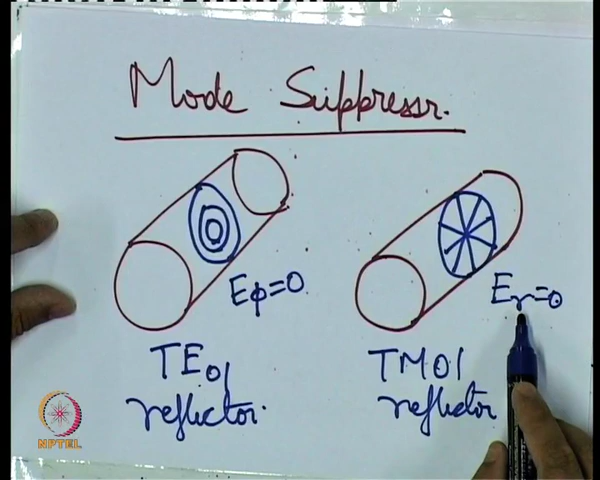 Mode Suppressr.
Eϕ=0
Er=0
TE01
reflector.
TM01
reflector
NPTEL